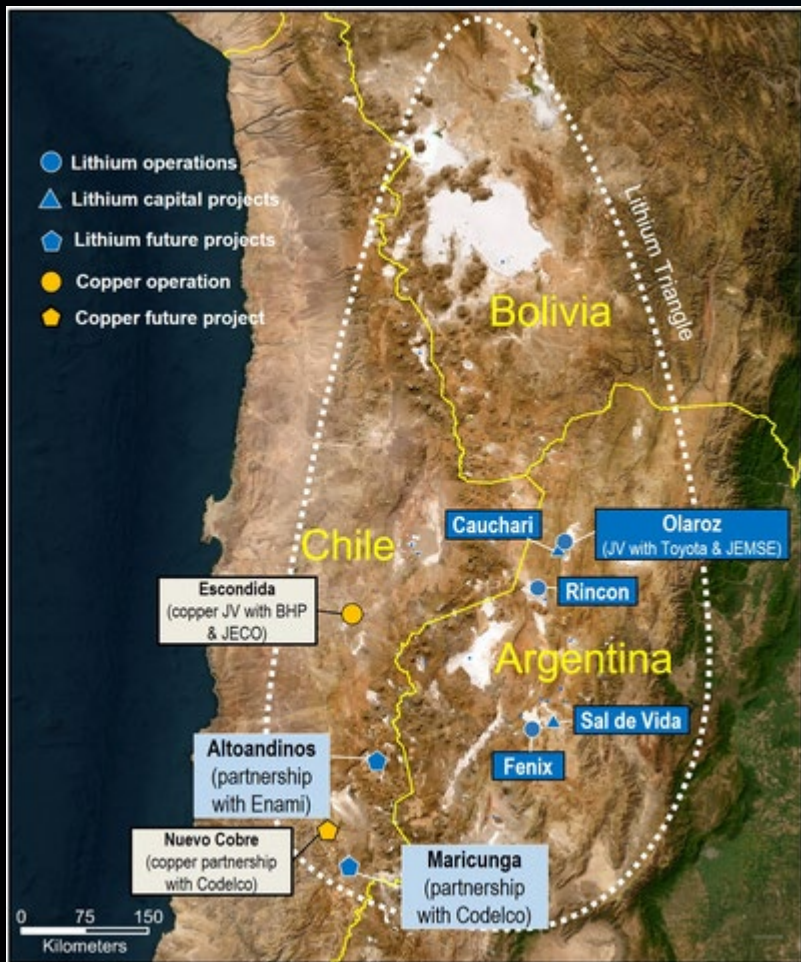 Lithium operations
Lithium capital projects
Lithium future projects
Copper operation
Copper future project
Lithium Triangle
Bolivia
Chile
Cauchari
Olaroz
(JV with Toyota & JEMSE)
Escondida
(copper JV with BHP
& JECO)
Rincon
Argentina
Sal de Vida
Fenix
Altoandinos
(partnership
with Enami)
Nuevo Cobre
(copper partnership
with Codelco)
Maricunga
(partnership
with Codelco)
0 75 150
Kilometers